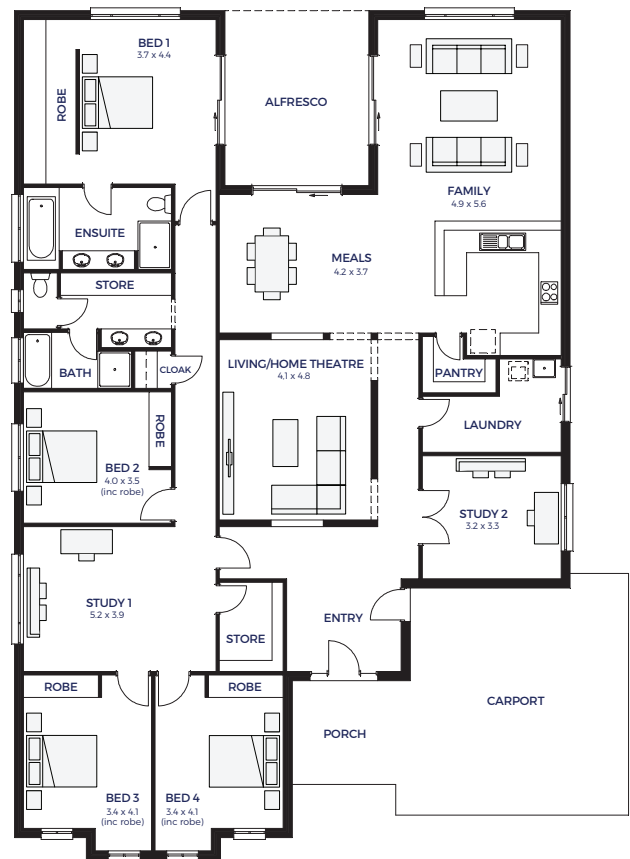 BED 1
3.7 x 4.4
ROBE
ALFRESCO
FAMILY
4.9 x 5.6
ENSUITE
MEALS
4.2 x 3.7
STORE
BATH
CLOAK
LIVING/HOME THEATRE
4.1 x 4.8
PANTRY
LAUNDRY
ROBE
BED 2
4.0 x 3.5
(inc robe)
STUDY 2
3.2 x 3.3
STUDY 1
5.2 x 3.9
STORE
ENTRY
ROBE
ROBE
CARPORT
PORCH
BED 3
3.4 x 4.1
(inc robe)
BED 4
3.4 x 4.1
(inc robe)